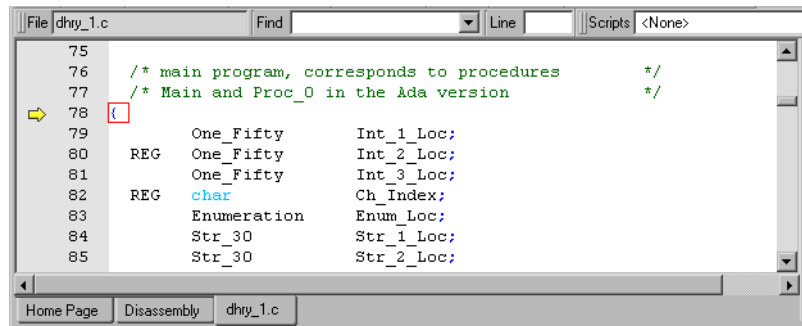 File dhry_1.c Find Line Scripts <None>
75
76 /* main program, corresponds to procedures */
77 /* Main and Proc_0 in the Ada version */
78 {
79 One_Fifty Int_1_Loc;
80 REG One_Fifty Int_2_Loc;
81 One_Fifty Int_3_Loc;
82 REG char Ch_Index;
83 Enumeration Enum_Loc;
84 Str_30 Str_1_Loc;
85 Str_30 Str_2_Loc;
Home Page Disassembly dhry_1.c